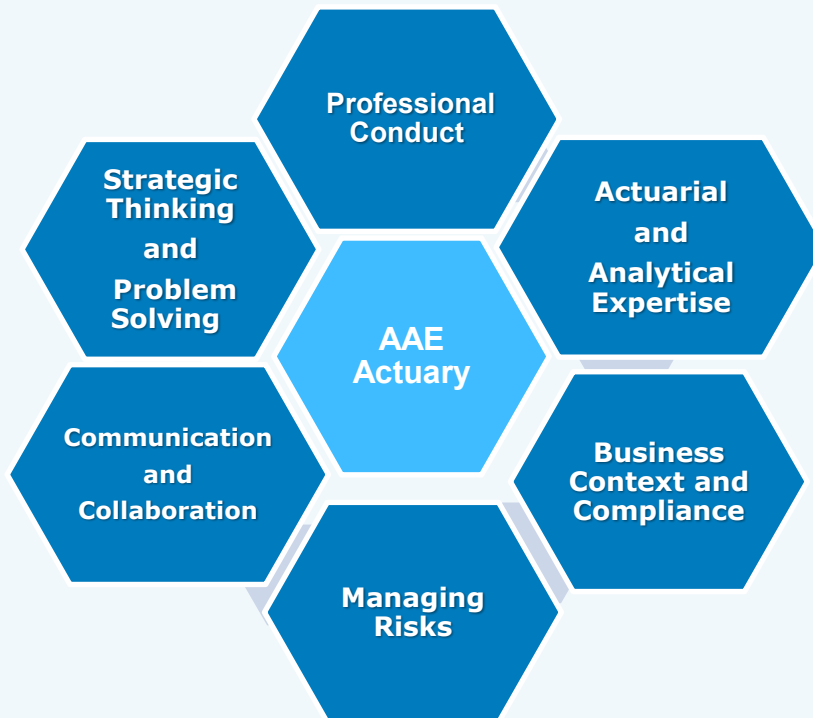 Professional
Conduct
Strategic
Thinking
and
Problem
Solving
Actuarial
and
Analytical
Expertise
AAE
Actuary
Communication
and
Collaboration
Business
Context and
Compliance
Managing
Risks